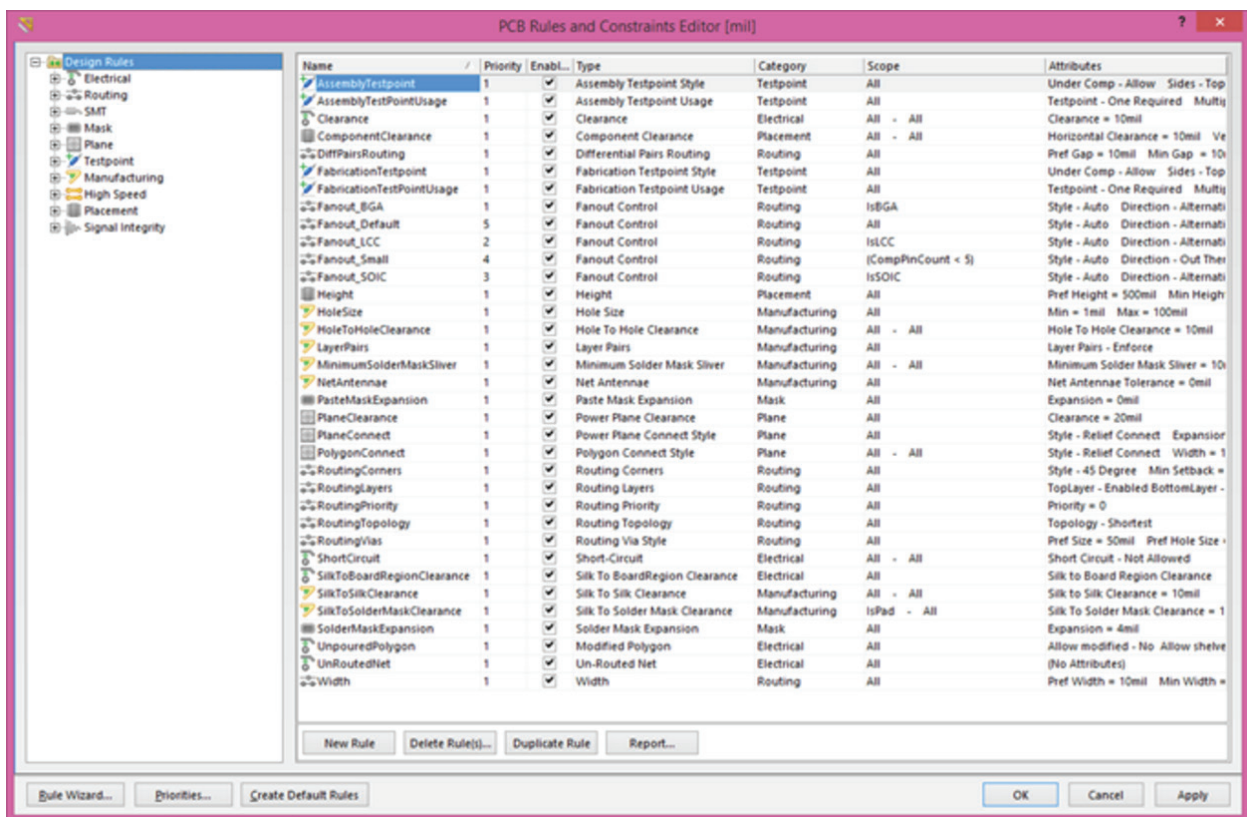 PCB Rules and Constraints Editor [mil]
? ×
Design Rules
Electrical
Routing
SMT
Mask
Plane
Testpoint
Manufacturing
High Speed
Placement
Signal Integrity
Name / Priority Enabl... Type Category Scope Attributes
AssemblyTestpoint 1 Assembly Testpoint Style Testpoint All Under Comp - Allow Sides - Top
AssemblyTestPointUsage 1 Assembly Testpoint Usage Testpoint All Testpoint - One Required Multip
Clearance 1 Clearance Electrical All - All Clearance = 10mil
ComponentClearance 1 Component Clearance Placement All - All Horizontal Clearance = 10mil Ve
DiffPairsRouting 1 Differential Pairs Routing Routing All Pref Gap = 10mil Min Gap = 10
FabricationTestpoint 1 Fabrication Testpoint Style Testpoint All Under Comp - Allow Sides - Top
FabricationTestPointUsage 1 Fabrication Testpoint Usage Testpoint All Testpoint - One Required Multip
Fanout_BGA 1 Fanout Control Routing IsBGA Style - Auto Direction - Alternati
Fanout_Default 5 Fanout Control Routing All Style - Auto Direction - Alternati
Fanout_LCC 2 Fanout Control Routing IsLCC Style - Auto Direction - Alternati
Fanout_Small 4 Fanout Control Routing (CompPinCount < 5) Style - Auto Direction - Out Ther
Fanout_SOIC 3 Fanout Control Routing IsSOIC Style - Auto Direction - Alternati
Height 1 Height Placement All Pref Height = 500mil Min Heigh
HoleSize 1 Hole Size Manufacturing All Min = 1mil Max = 100mil
HoleToHoleClearance 1 Hole To Hole Clearance Manufacturing All - All Hole To Hole Clearance = 10mil
LayerPairs 1 Layer Pairs Manufacturing All Layer Pairs - Enforce
MinimumSolderMaskSliver 1 Minimum Solder Mask Sliver Manufacturing All - All Minimum Solder Mask Sliver = 10
NetAntennae 1 Net Antennae Manufacturing All Net Antennae Tolerance = 0mil
PasteMaskExpansion 1 Paste Mask Expansion Mask All Expansion = 0mil
PlaneClearance 1 Power Plane Clearance Plane All Clearance = 20mil
PlaneConnect 1 Power Plane Connect Style Plane All Style - Relief Connect Expansion
PolygonConnect 1 Polygon Connect Style Plane All - All Style - Relief Connect Width = 1
RoutingCorners 1 Routing Corners Routing All Style - 45 Degree Min Setback =
RoutingLayers 1 Routing Layers Routing All TopLayer - Enabled BottomLayer -
RoutingPriority 1 Routing Priority Routing All Priority = 0
RoutingTopology 1 Routing Topology Routing All Topology - Shortest
RoutingVias 1 Routing Via Style Routing All Pref Size = 50mil Pref Hole Size
ShortCircuit 1 Short-Circuit Electrical All - All Short Circuit - Not Allowed
SilkToBoardRegionClearance 1 Silk To BoardRegion Clearance Electrical All Silk to Board Region Clearance
SilkToSilkClearance 1 Silk To Silk Clearance Manufacturing All - All Silk to Silk Clearance = 10mil
SilkToSolderMaskClearance 1 Silk To Solder Mask Clearance Manufacturing IsPad - All Silk To Solder Mask Clearance = 1
SolderMaskExpansion 1 Solder Mask Expansion Mask All Expansion = 4mil
UnpouredPolygon 1 Modified Polygon Electrical All Allow modified - No Allow shelve
UnRoutedNet 1 Un-Routed Net Electrical All (No Attributes)
Width 1 Width Routing All Pref Width = 10mil Min Width =
New Rule Delete Rule(s)... Duplicate Rule Report...
Rule Wizard... Priorities... Create Default Rules OK Cancel Apply